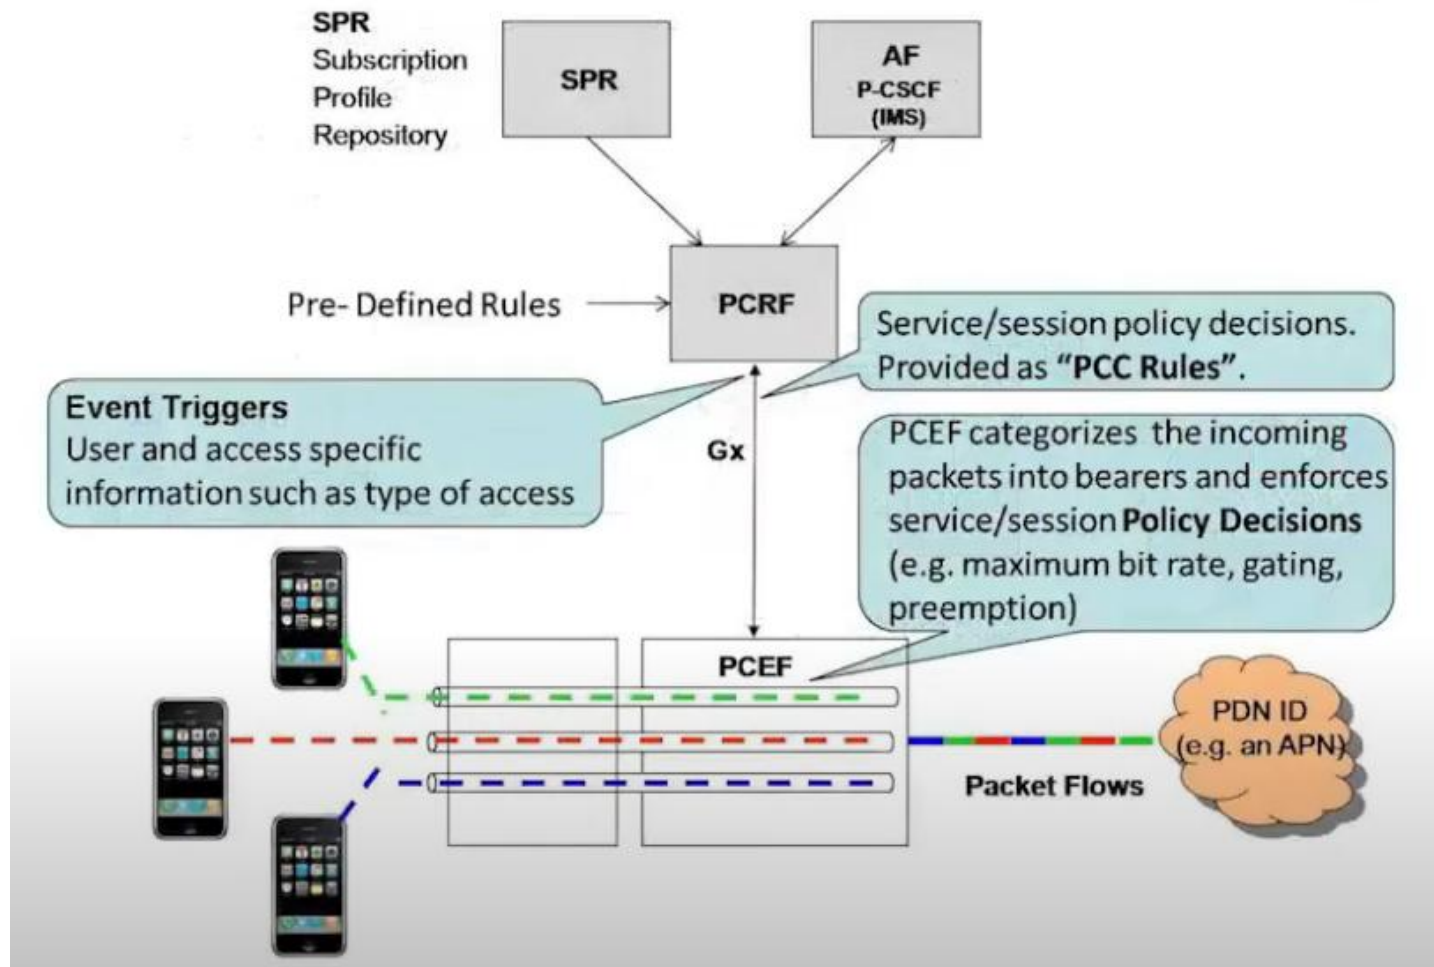 SPR
Subscription
Profile
Repository
SPR
AF
P-CSCF
(IMS)
Pre- Defined Rules
PCRF
Service/session policy decisions.
Provided as “PCC Rules”.
Event Triggers
User and access specific
information such as type of access
Gx
PCEF categorizes the incoming
packets into bearers and enforces
service/session Policy Decisions
(e.g. maximum bit rate, gating,
preemption)
PCEF
PDN ID
(e.g. an APN)
Packet Flows